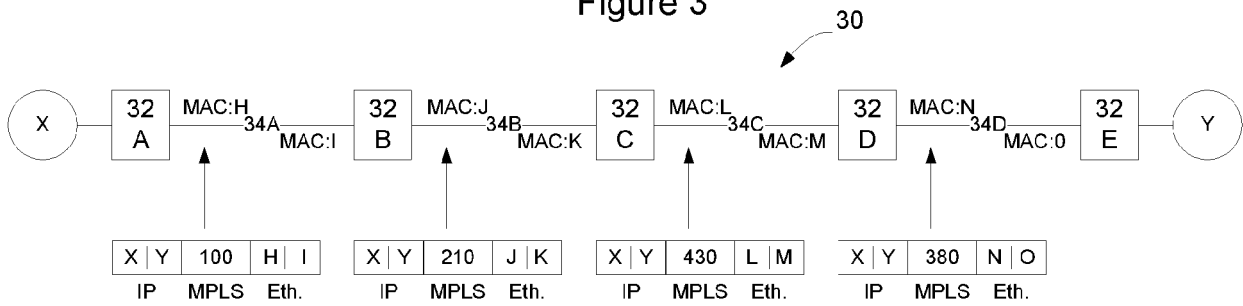 Figure 3
30
X
32
A
MAC:H
34A
MAC:I
32
B
MAC:J
34B
MAC:K
32
C
MAC:L
34C
MAC:M
32
D
MAC:N
34D
MAC:0
32
E
Y
X | Y 100 H | I
IP MPLS Eth.
X | Y 210 J | K
IP MPLS Eth.
X | Y 430 L | M
IP MPLS Eth.
X | Y 380 N | O
IP MPLS Eth.